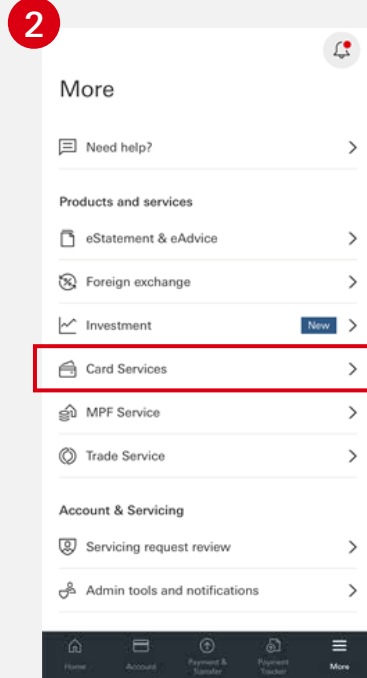 2
More
Need help?
Products and services
eStatement & eAdvice
Foreign exchange
Investment New
Card Services
MPF Service
Trade Service
Account & Servicing
Servicing request review
Admin tools and notifications
Home Account Payment & Payment More
Transfer Tracker